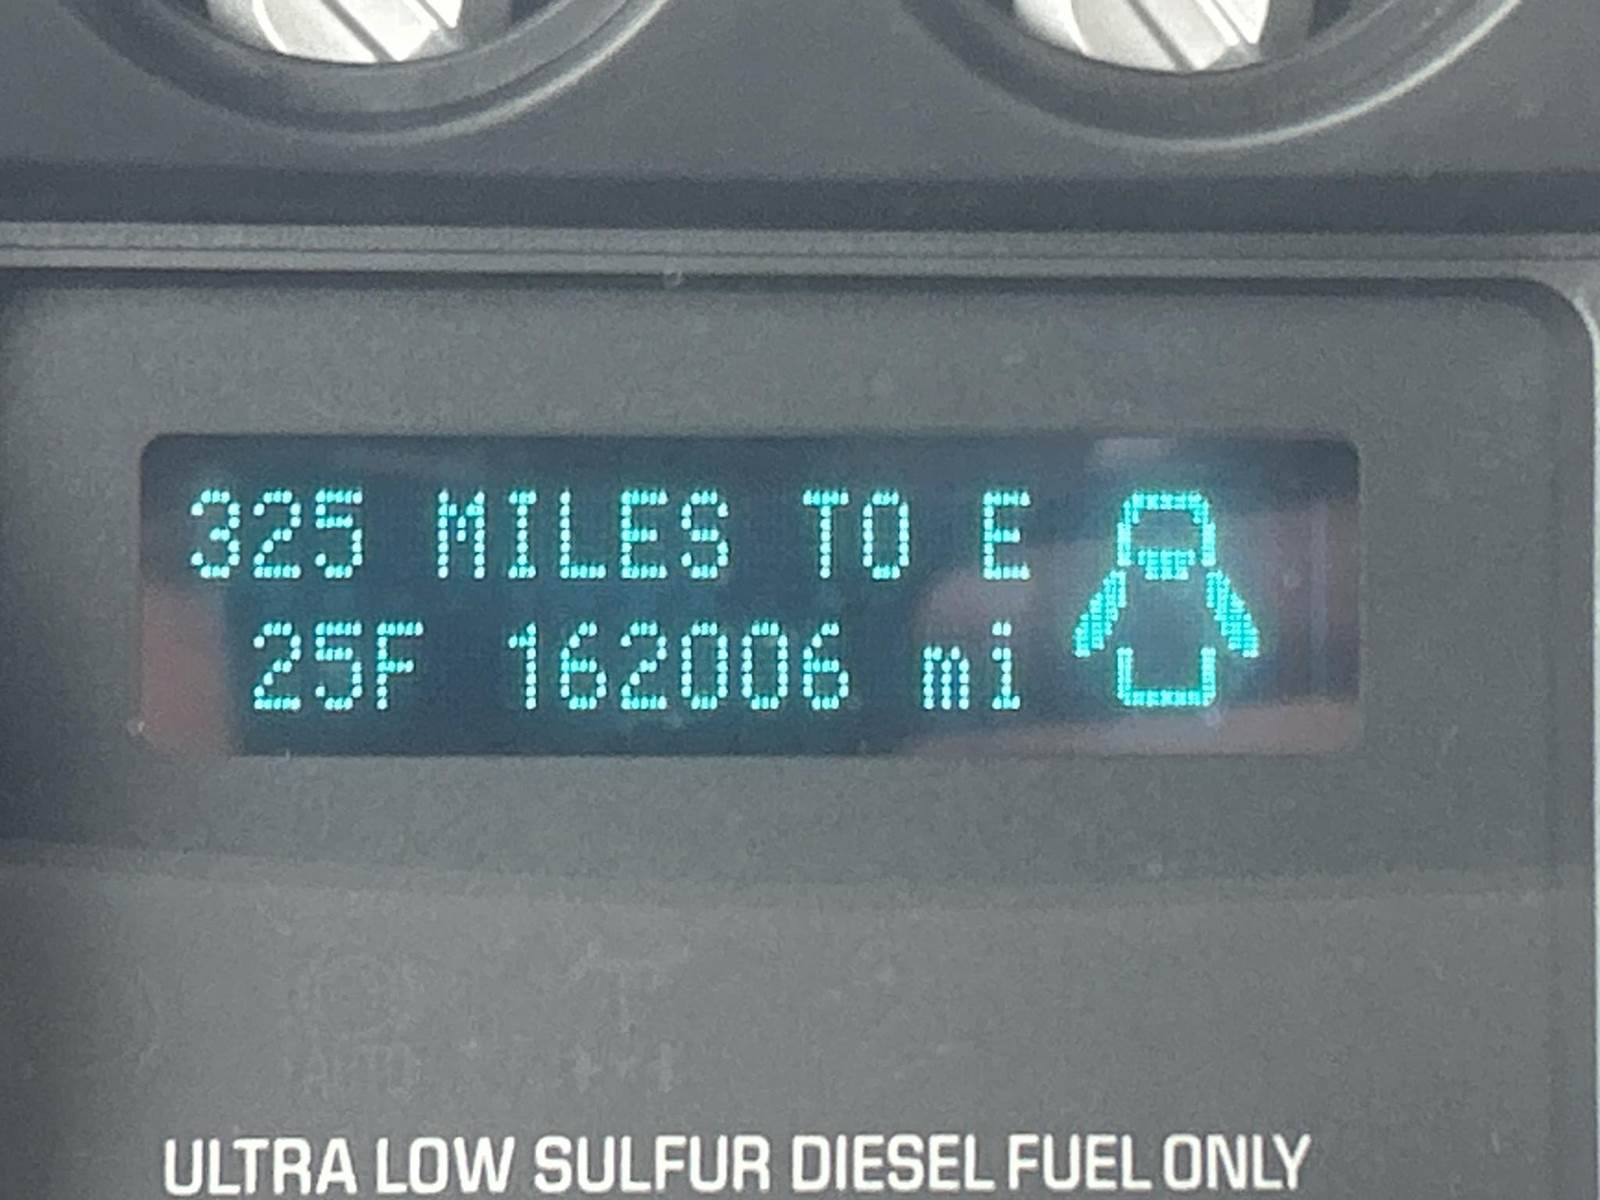 325 MILES TO E
25F 162006 mi
ULTRA LOW SULFUR DIESEL FUEL ONLY